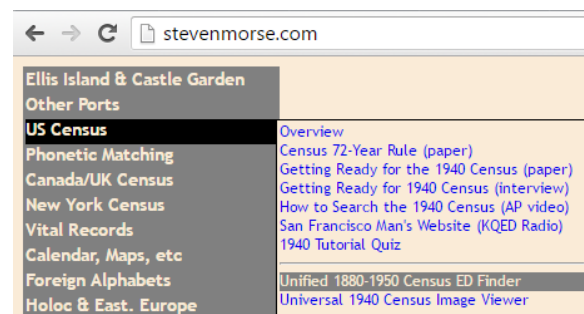 stevenmorse.com
Ellis Island & Castle Garden
Other Ports
US Census
Phonetic Matching
Canada/UK Census
New York Census
Vital Records
Calendar, Maps, etc
Foreign Alphabets
Holoc & East. Europe
Overview
Census 72-Year Rule (paper)
Getting Ready for the 1940 Census (paper)
Getting Ready for 1940 Census (interview)
How to Search the 1940 Census (AP video)
San Francisco Man's Website (KQED Radio)
1940 Tutorial Quiz
Unified 1880-1950 Census ED Finder
Universal 1940 Census Image Viewer